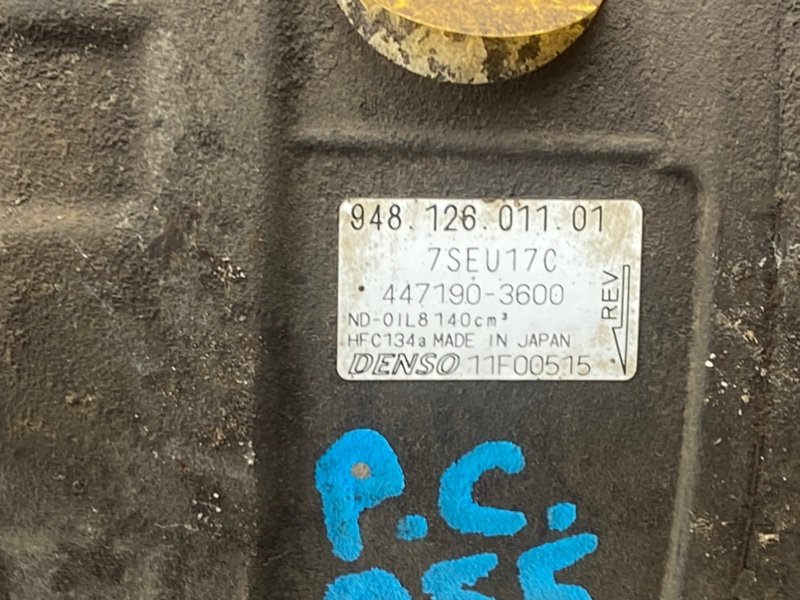 948.126.011.01
7SEU17C
447190-3600
ND-OIL8 140cm³
HFC134a MADE IN JAPAN
DENSO 11F00515
REV
P.C.